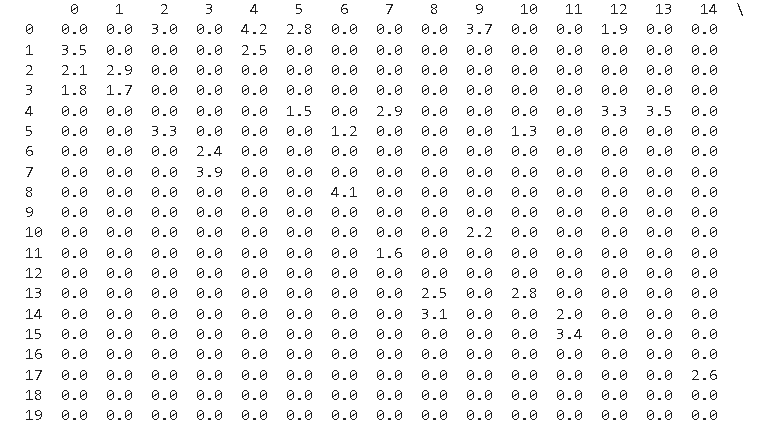 0 1 2 3 4 5 6 7 8 9 10 11 12 13 14 \
0 0.0 0.0 3.0 0.0 4.2 2.8 0.0 0.0 0.0 3.7 0.0 0.0 1.9 0.0 0.0
1 3.5 0.0 0.0 0.0 2.5 0.0 0.0 0.0 0.0 0.0 0.0 0.0 0.0 0.0 0.0
2 2.1 2.9 0.0 0.0 0.0 0.0 0.0 0.0 0.0 0.0 0.0 0.0 0.0 0.0 0.0
3 1.8 1.7 0.0 0.0 0.0 0.0 0.0 0.0 0.0 0.0 0.0 0.0 0.0 0.0 0.0
4 0.0 0.0 0.0 0.0 0.0 1.5 0.0 2.9 0.0 0.0 0.0 0.0 3.3 3.5 0.0
5 0.0 0.0 3.3 0.0 0.0 0.0 1.2 0.0 0.0 0.0 1.3 0.0 0.0 0.0 0.0
6 0.0 0.0 0.0 2.4 0.0 0.0 0.0 0.0 0.0 0.0 0.0 0.0 0.0 0.0 0.0
7 0.0 0.0 0.0 3.9 0.0 0.0 0.0 0.0 0.0 0.0 0.0 0.0 0.0 0.0 0.0
8 0.0 0.0 0.0 0.0 0.0 0.0 4.1 0.0 0.0 0.0 0.0 0.0 0.0 0.0 0.0
9 0.0 0.0 0.0 0.0 0.0 0.0 0.0 0.0 0.0 0.0 0.0 0.0 0.0 0.0 0.0
10 0.0 0.0 0.0 0.0 0.0 0.0 0.0 0.0 0.0 2.2 0.0 0.0 0.0 0.0 0.0
11 0.0 0.0 0.0 0.0 0.0 0.0 0.0 1.6 0.0 0.0 0.0 0.0 0.0 0.0 0.0
12 0.0 0.0 0.0 0.0 0.0 0.0 0.0 0.0 0.0 0.0 0.0 0.0 0.0 0.0 0.0
13 0.0 0.0 0.0 0.0 0.0 0.0 0.0 0.0 2.5 0.0 2.8 0.0 0.0 0.0 0.0
14 0.0 0.0 0.0 0.0 0.0 0.0 0.0 0.0 3.1 0.0 0.0 2.0 0.0 0.0 0.0
15 0.0 0.0 0.0 0.0 0.0 0.0 0.0 0.0 0.0 0.0 0.0 3.4 0.0 0.0 0.0
16 0.0 0.0 0.0 0.0 0.0 0.0 0.0 0.0 0.0 0.0 0.0 0.0 0.0 0.0 0.0
17 0.0 0.0 0.0 0.0 0.0 0.0 0.0 0.0 0.0 0.0 0.0 0.0 0.0 0.0 2.6
18 0.0 0.0 0.0 0.0 0.0 0.0 0.0 0.0 0.0 0.0 0.0 0.0 0.0 0.0 0.0
19 0.0 0.0 0.0 0.0 0.0 0.0 0.0 0.0 0.0 0.0 0.0 0.0 0.0 0.0 0.0